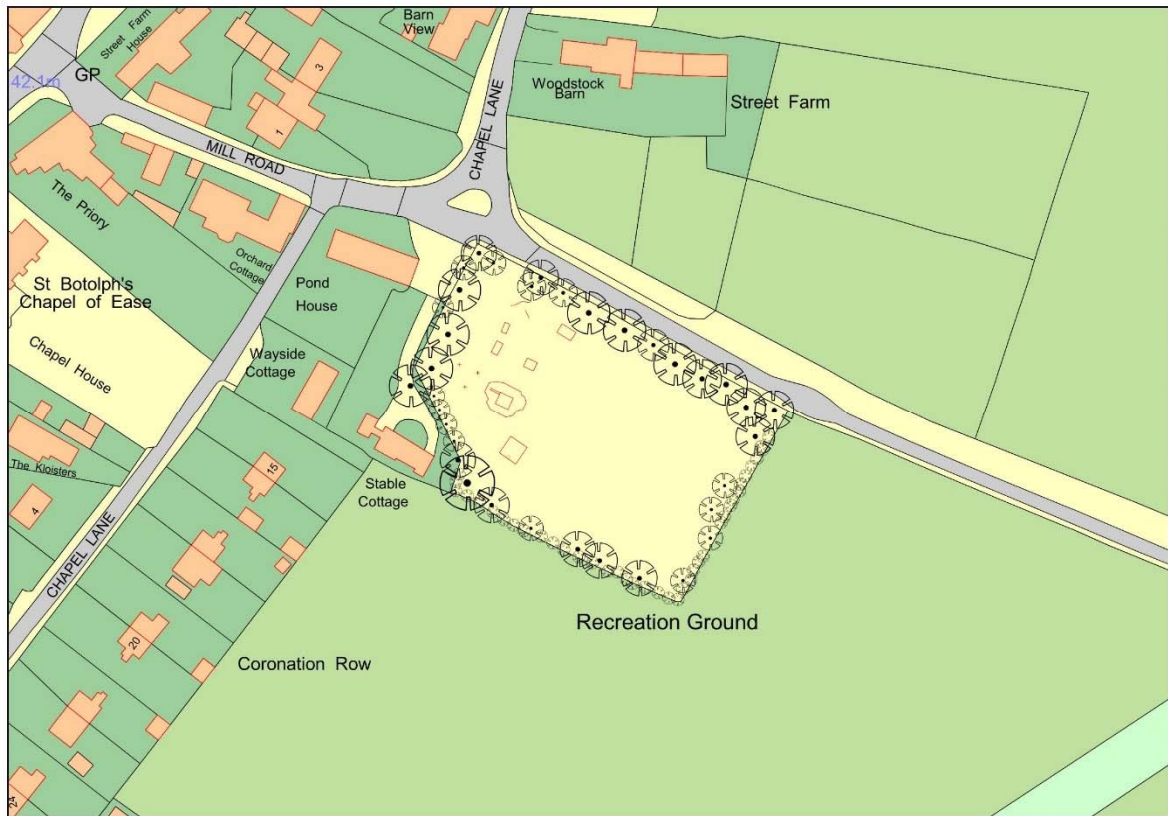 Barn
View
Street Farm
House
GP
42.1m
3
1
MILL ROAD
CHAPEL LANE
Woodstock
Barn
Street Farm
The Priory
Orchard
Cottage
St Botolph's
Chapel of Ease
Pond
House
Chapel House
Wayside
Cottage
The Kloisters
15
4
Stable
Cottage
CHAPEL LANE
Recreation Ground
20
Coronation Row
24